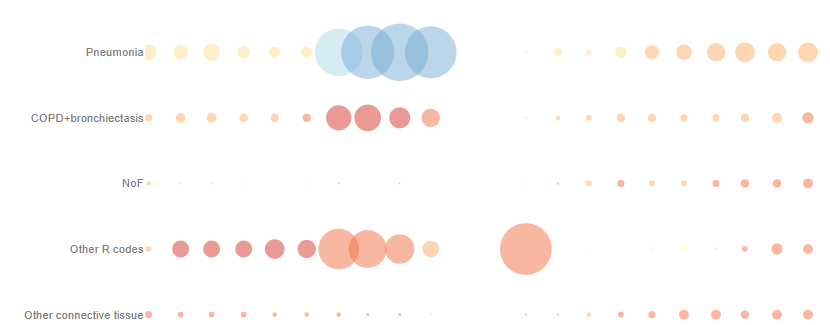 Pneumonia
COPD+bronchiectasis
NoF
Other R codes
Other connective tissue